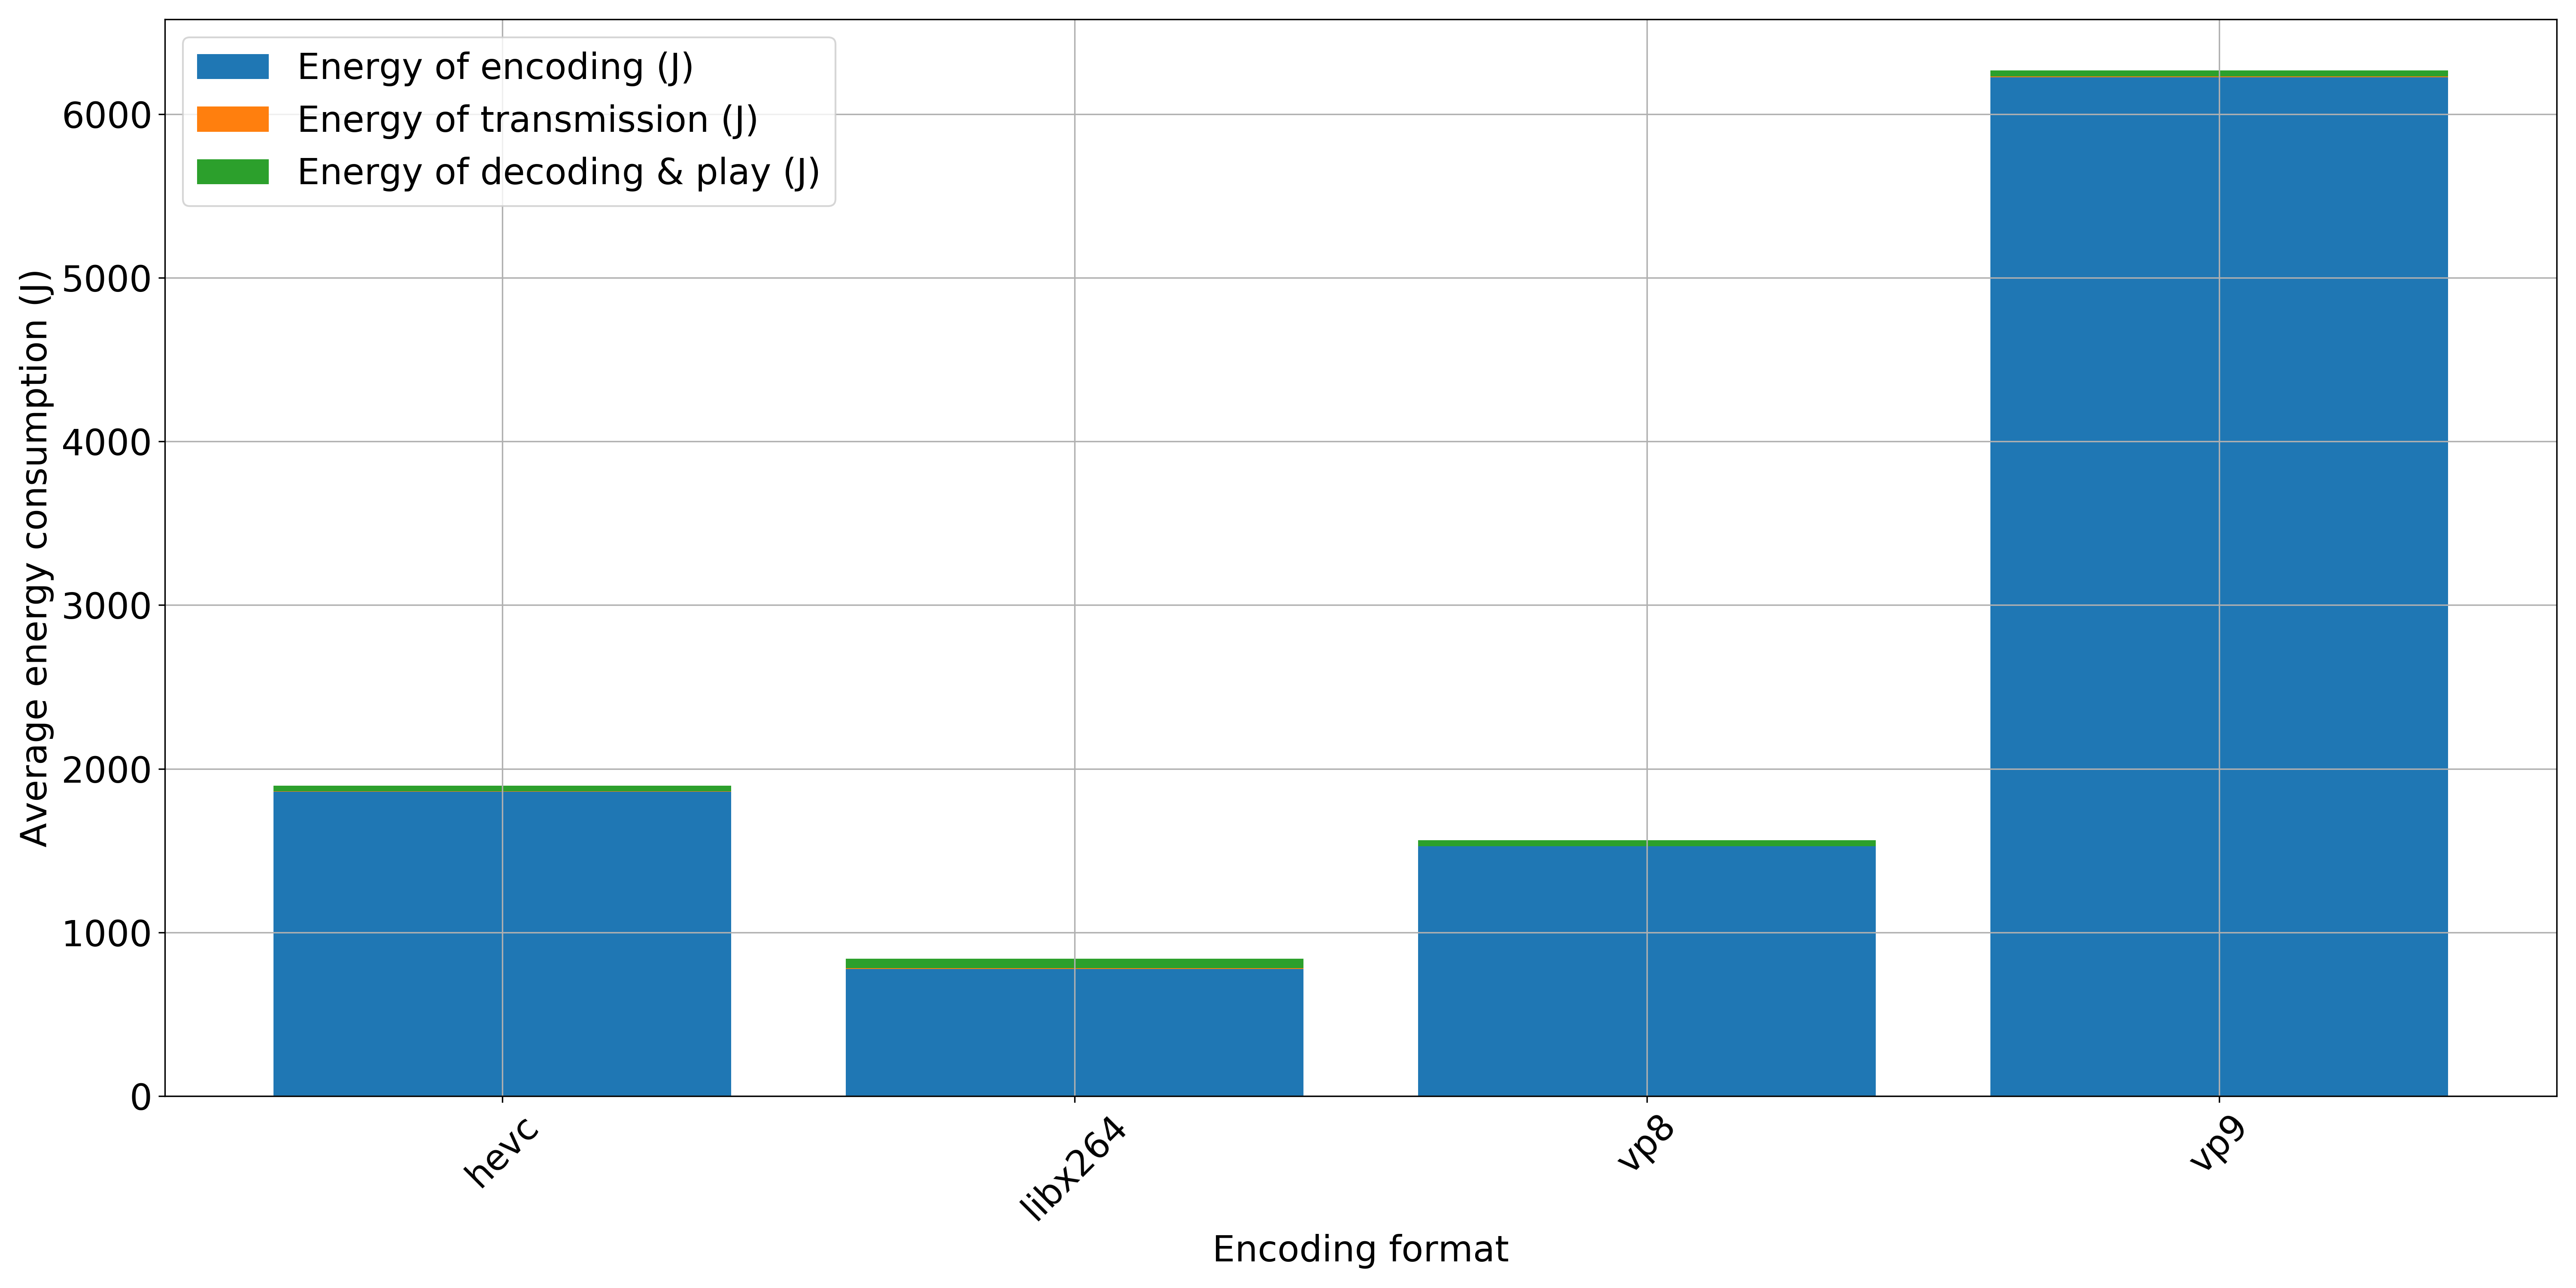 Energy of encoding (J)
Energy of transmission (J)
Energy of decoding & play (J)
Average energy consumption (J)
6000
5000
4000
3000
2000
1000
0
hevc
libx264
vp8
vp9
Encoding format